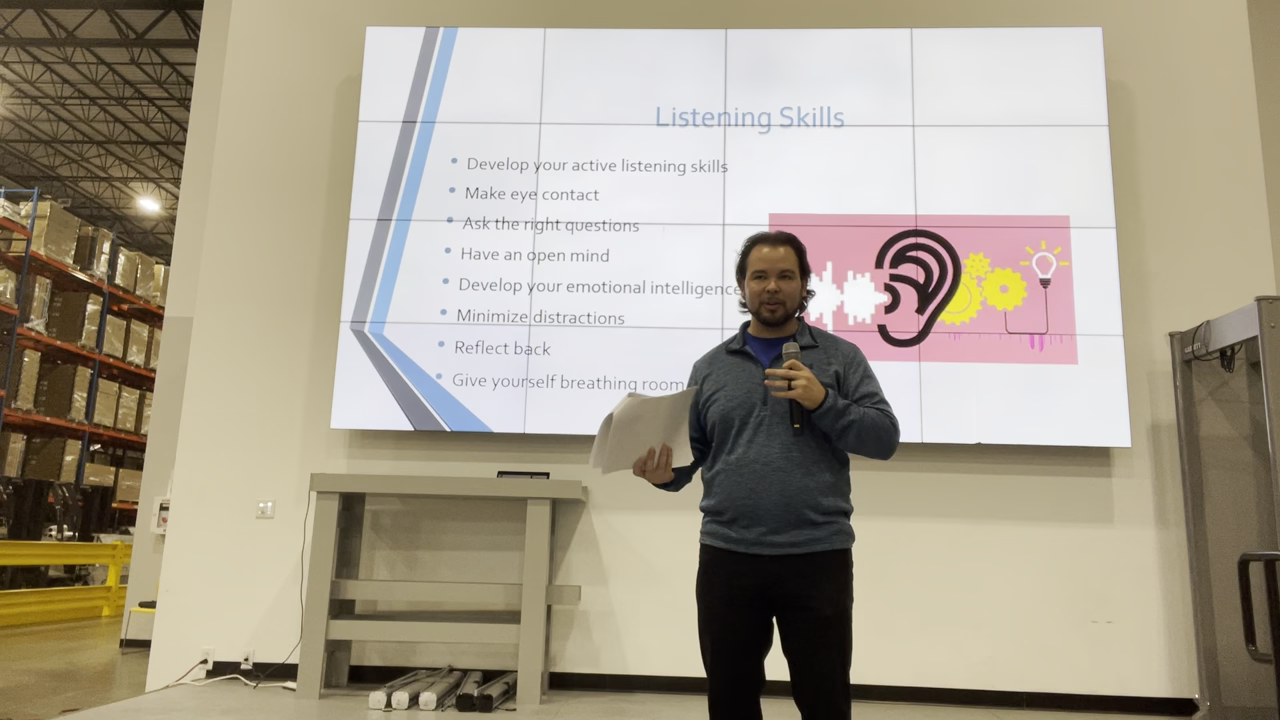 Listening Skills
Develop your active listening skills
Make eye contact
Ask the right questions
Have an open mind
Develop your emotional intelligence
Minimize distractions
Reflect back
Give yourself breathing room